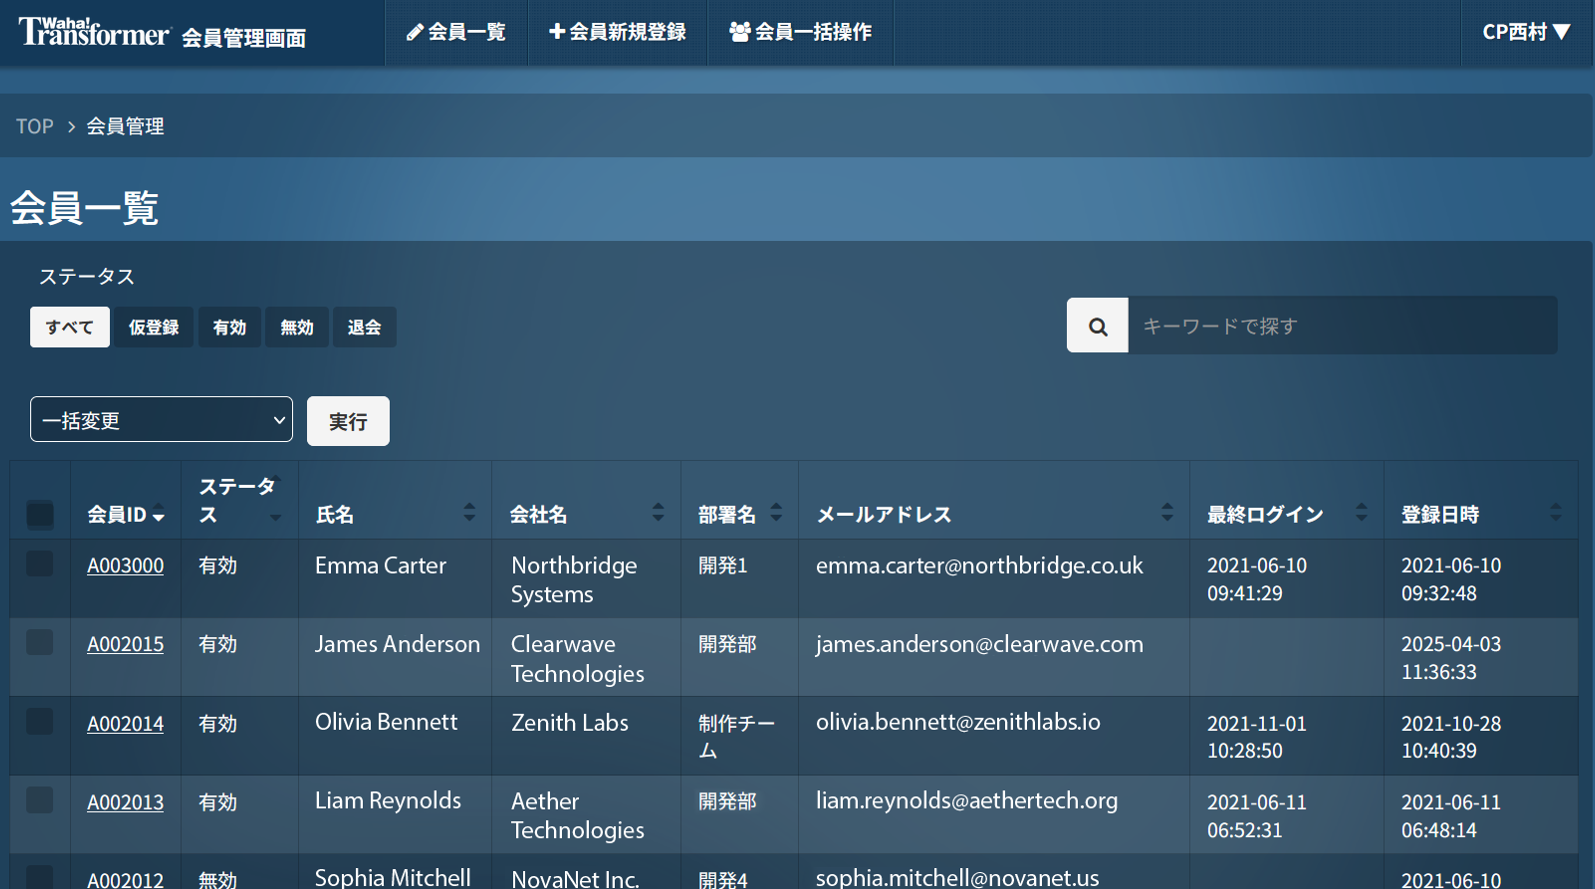 Waha! Transformer 会員管理画面
会員一覧
会員新規登録
会員一括操作
CP西村 ▼
TOP > 会員管理
会員一覧
ステータス
すべて 仮登録 有効 無効 退会
キーワードで探す
一括変更
実行
会員ID
ステータ
ス
氏名
会社名
部署名
メールアドレス
最終ログイン
登録日時
A003000
有効
Emma Carter
Northbridge
Systems
開発1
emma.carter@northbridge.co.uk
2021-06-10
09:41:29
2021-06-10
09:32:48
A002015
有効
James Anderson
Clearwave
Technologies
開発部
james.anderson@clearwave.com
2025-04-03
11:36:33
A002014
有効
Olivia Bennett
Zenith Labs
制作チー
ム
olivia.bennett@zenithlabs.io
2021-11-01
10:28:50
2021-10-28
10:40:39
A002013
有効
Liam Reynolds
Aether
Technologies
開発部
liam.reynolds@aethertech.org
2021-06-11
06:52:31
2021-06-11
06:48:14
A002012
無効
Sophia Mitchell
NovaNet Inc.
開発4
sophia.mitchell@novanet.us
2021-06-10